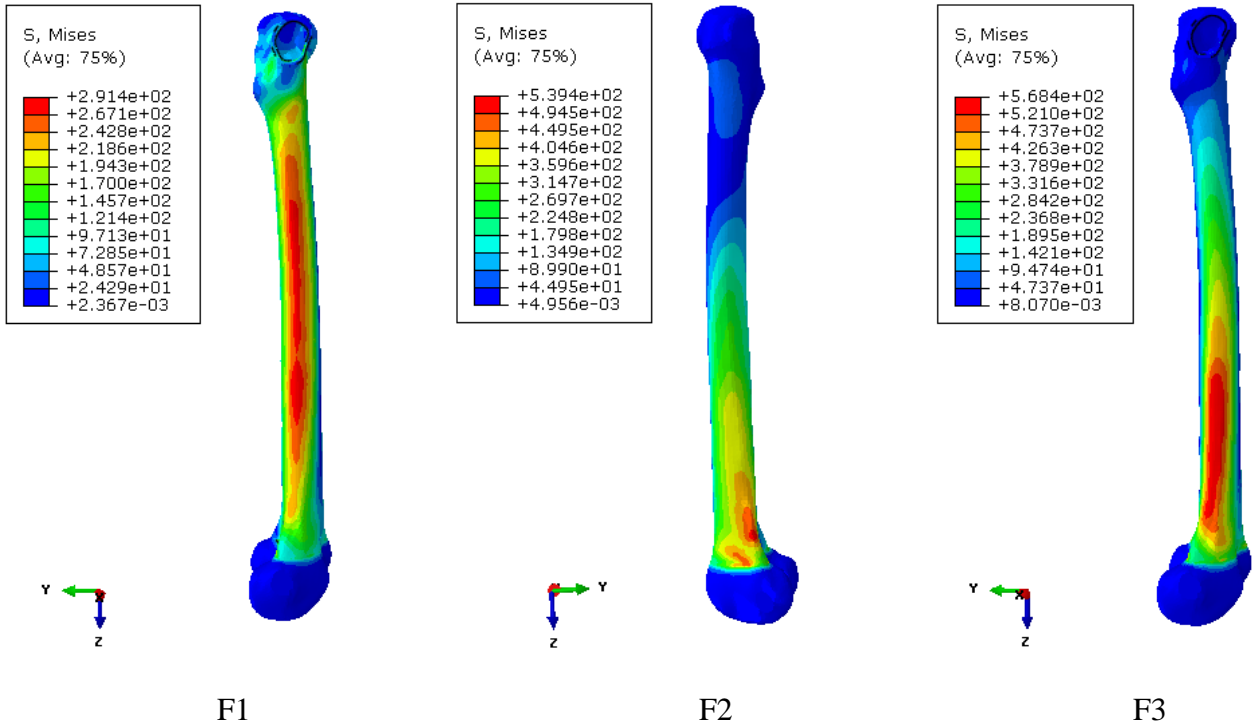 S, Mises
(Avg: 75%)
+2.914e+02
+2.671e+02
+2.428e+02
+2.186e+02
+1.943e+02
+1.700e+02
+1.457e+02
+1.214e+02
+9.713e+01
+7.285e+01
+4.857e+01
+2.429e+01
+2.367e-03
Y
X
Z
F1
S, Mises
(Avg: 75%)
+5.394e+02
+4.945e+02
+4.495e+02
+4.046e+02
+3.596e+02
+3.147e+02
+2.697e+02
+2.248e+02
+1.798e+02
+1.349e+02
+8.990e+01
+4.495e+01
+4.956e-03
Y
Z
F2
S, Mises
(Avg: 75%)
+5.684e+02
+5.210e+02
+4.737e+02
+4.263e+02
+3.789e+02
+3.316e+02
+2.842e+02
+2.368e+02
+1.895e+02
+1.421e+02
+9.474e+01
+4.737e+01
+8.070e-03
Y
X
Z
F3